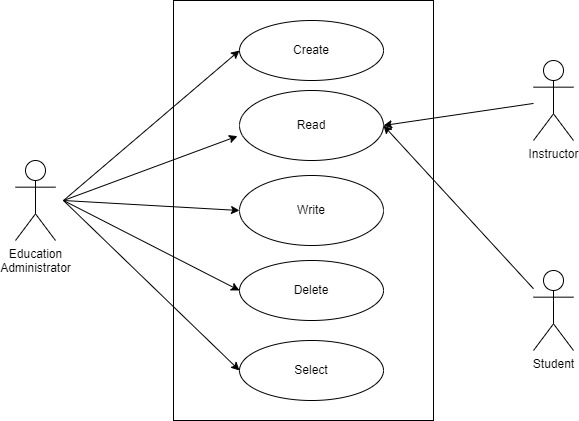 Create
Read
Write
Delete
Select
Education
Administrator
Instructor
Student